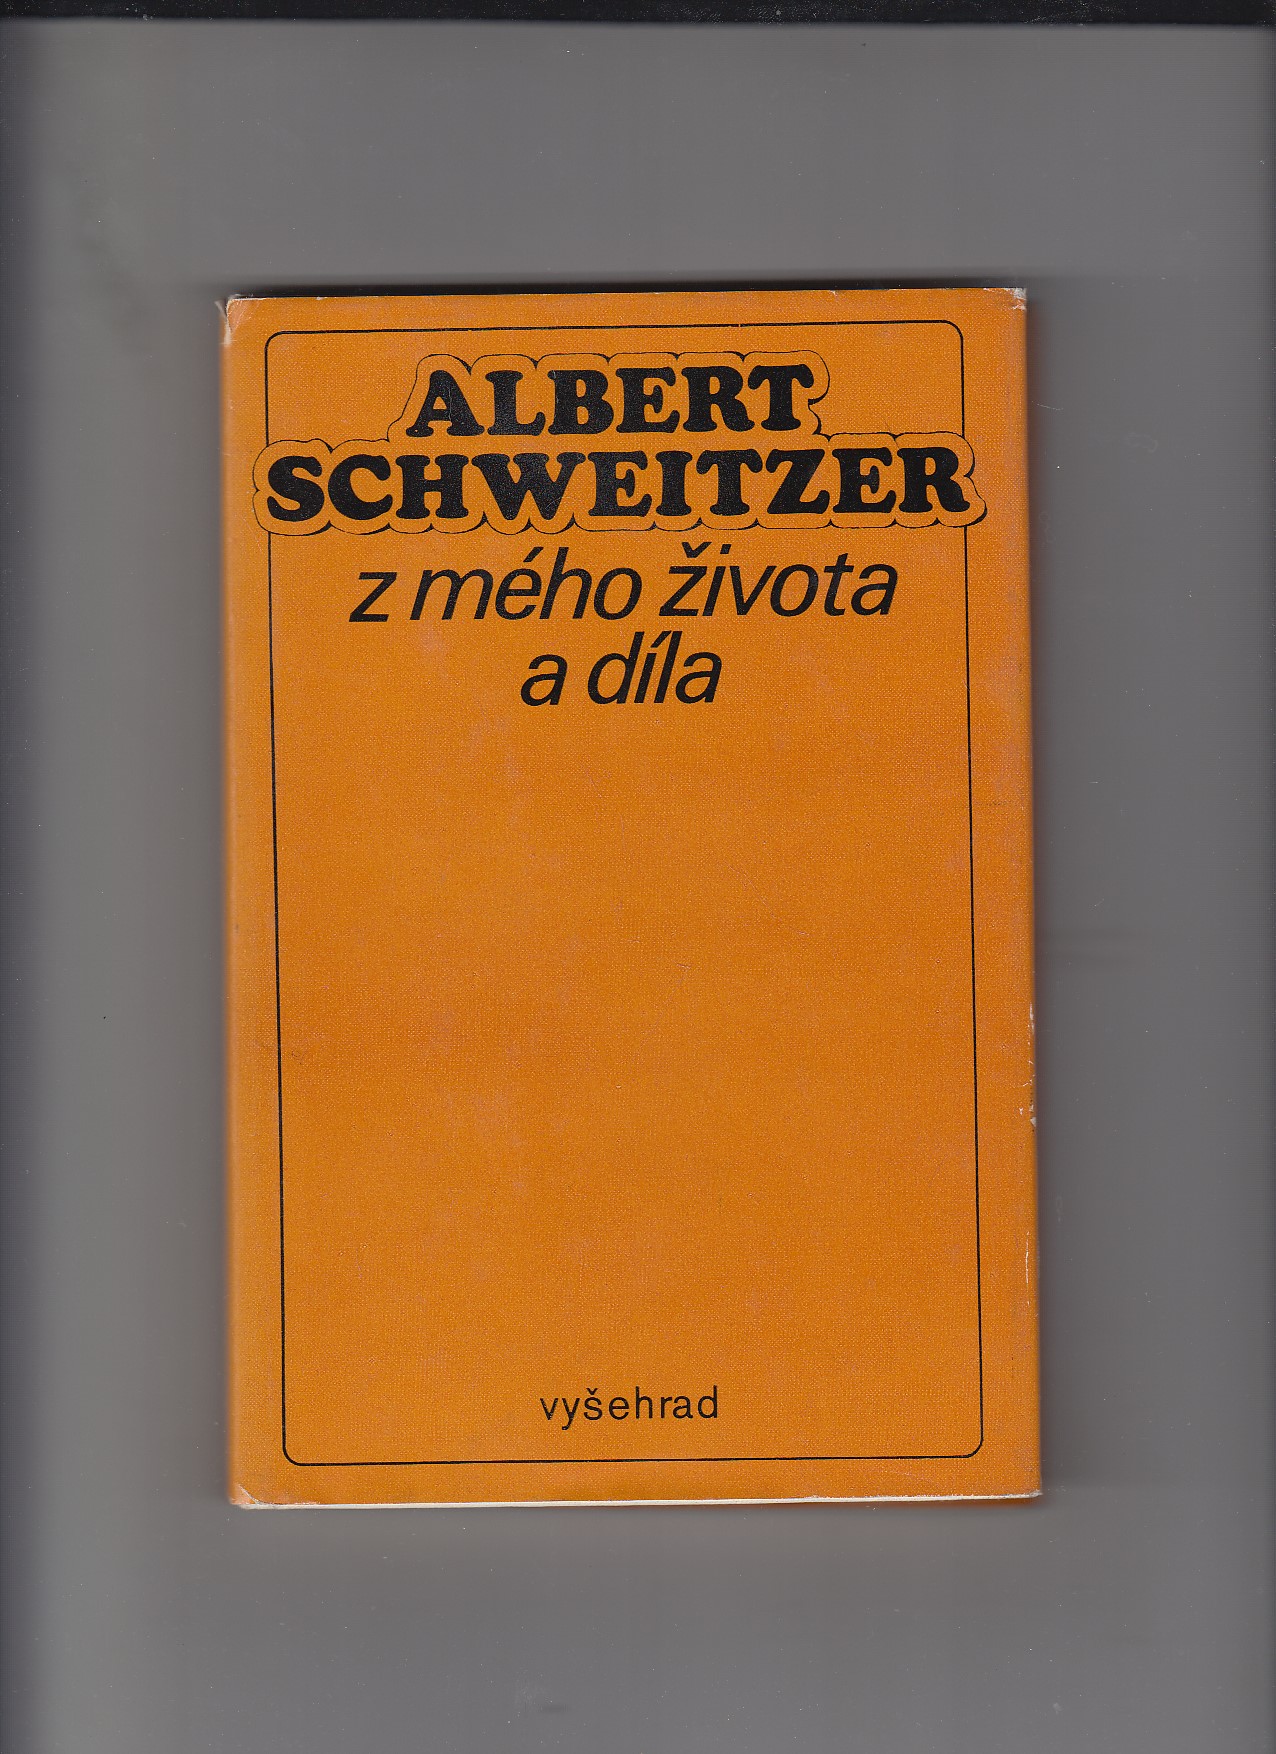 ALBERT
SCHWEITZER
z mého života
a díla
vyšehrad